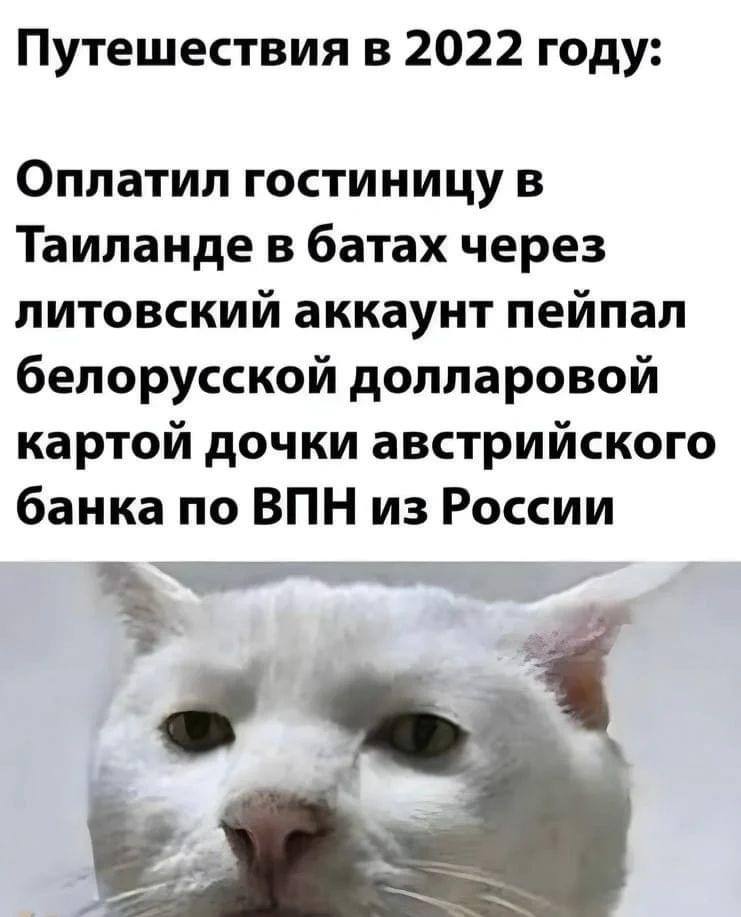 Путешествия в 2022 году:
Оплатил гостиницу в
Таиланде в батах через
литовский аккаунт пейпал
белорусской долларовой
картой дочки австрийского
банка по ВПН из России